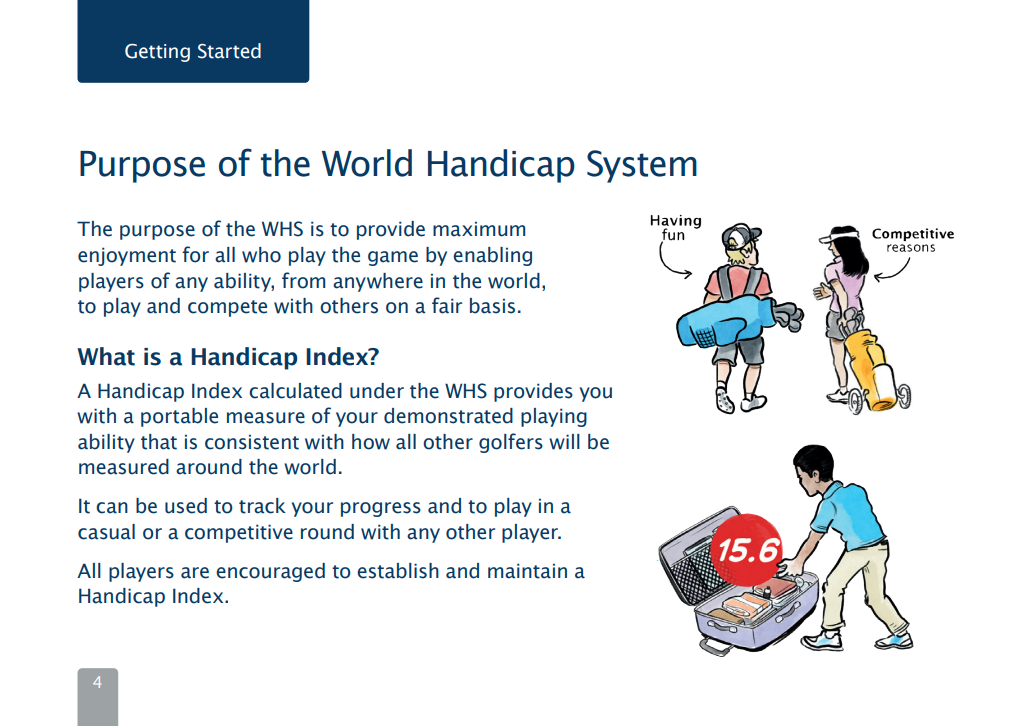 Getting Started
Purpose of the World Handicap System
The purpose of the WHS is to provide maximum
enjoyment for all who play the game by enabling
players of any ability, from anywhere in the world,
to play and compete with others on a fair basis.
Having
fun
Competitive
reasons
What is a Handicap Index?
A Handicap Index calculated under the WHS provides you
with a portable measure of your demonstrated playing
ability that is consistent with how all other golfers will be
measured around the world.
It can be used to track your progress and to play in a
casual or a competitive round with any other player.
All players are encouraged to establish and maintain a
Handicap Index.
15.6
4